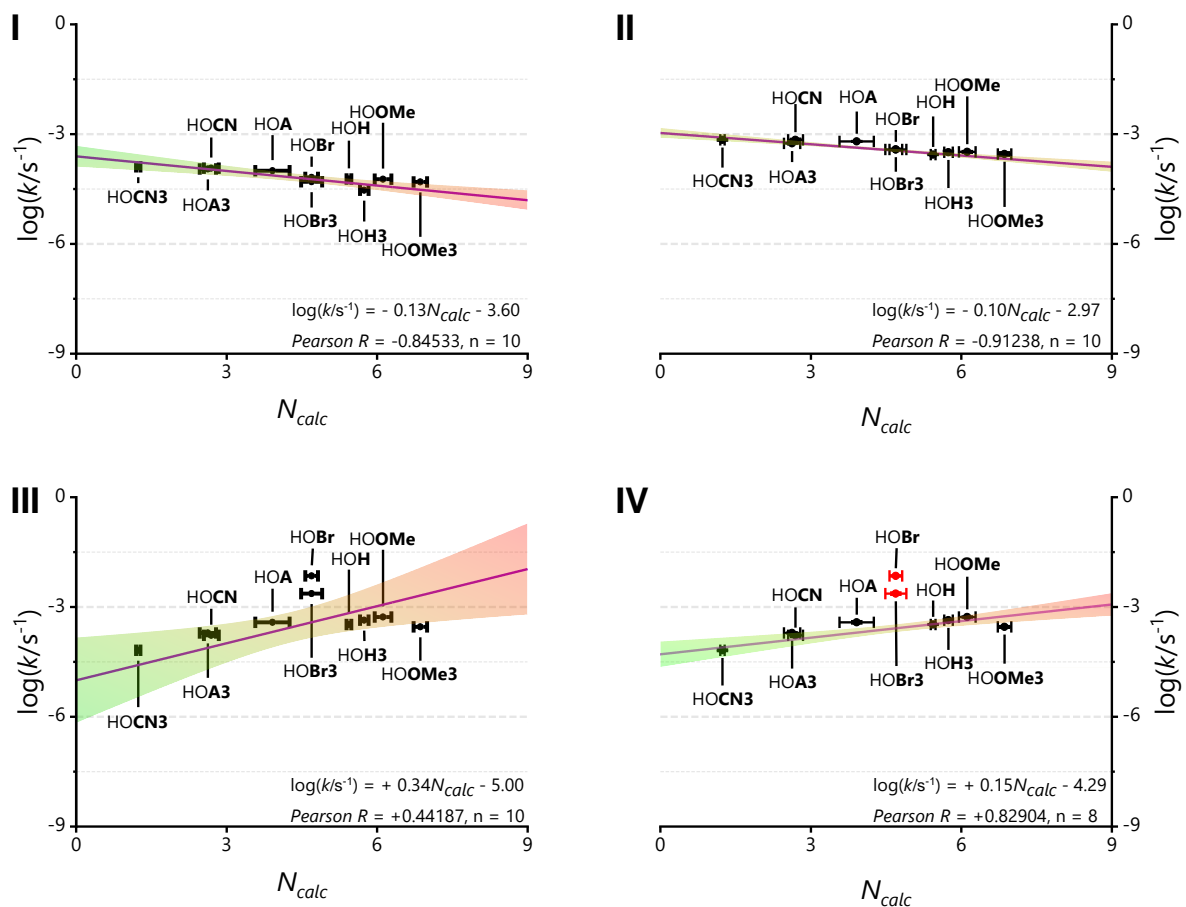 I
0
-3
-6
-9
log(k/s⁻¹)
HOCN
HOA
HOBr
HOH
HOOMe
HOCN3
HOA3
HOBr3
HOH3
HOOMe3
log(k/s⁻¹) = - 0.13Ncalc - 3.60
Pearson R = -0.84533, n = 10
0
3
6
9
Ncalc
II
0
-3
-6
-9
log(k/s⁻¹)
HOCN
HOA
HOBr
HOH
HOOMe
HOCN3
HOA3
HOBr3
HOH3
HOOMe3
log(k/s⁻¹) = - 0.10Ncalc - 2.97
Pearson R = -0.91238, n = 10
0
3
6
9
Ncalc
III
0
-3
-6
-9
log(k/s⁻¹)
HOCN
HOA
HOBr
HOH
HOOMe
HOCN3
HOA3
HOBr3
HOH3
HOOMe3
log(k/s⁻¹) = + 0.34Ncalc - 5.00
Pearson R = +0.44187, n = 10
0
3
6
9
Ncalc
IV
0
-3
-6
-9
log(k/s⁻¹)
HOCN
HOA
HOBr
HOH
HOOMe
HOCN3
HOA3
HOBr3
HOH3
HOOMe3
log(k/s⁻¹) = + 0.15Ncalc - 4.29
Pearson R = +0.82904, n = 8
0
3
6
9
Ncalc